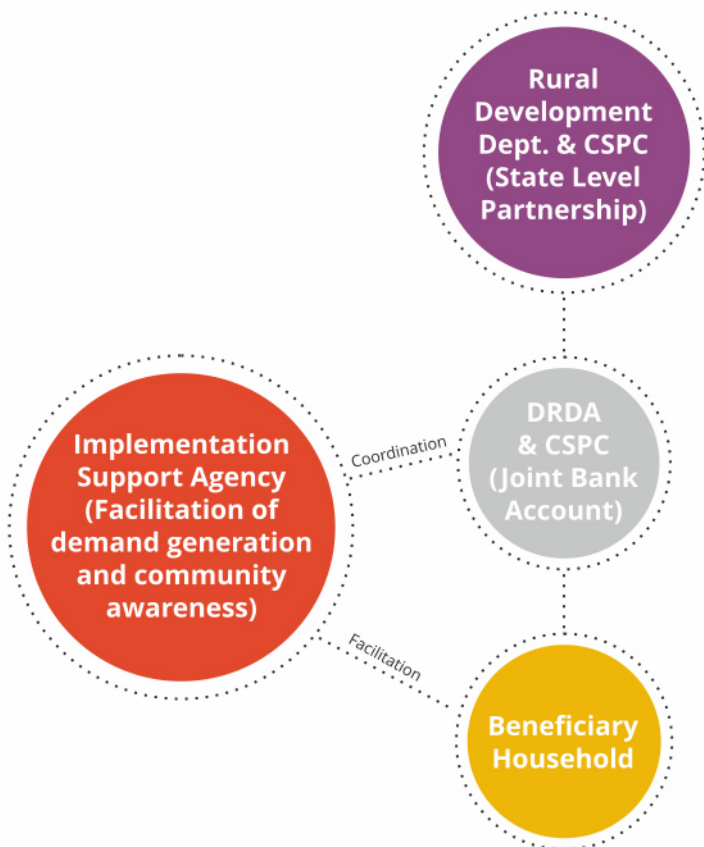 Rural
Development
Dept. & CSPC
(State Level
Partnership)
Implementation
Support Agency
(Facilitation of
demand generation
and community
awareness)
Coordination
DRDA
& CSPC
(Joint Bank
Account)
Facilitation
Beneficiary
Household